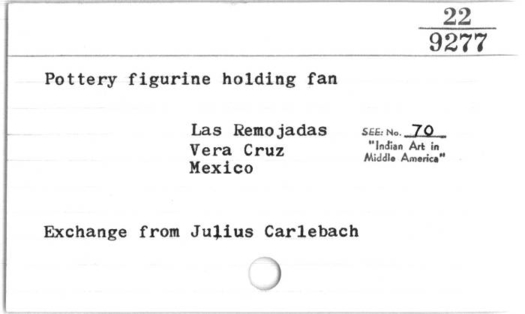 22
9277
Pottery figurine holding fan
Las Remojadas
Vera Cruz
Mexico
SEE: No. 70
"Indian Art in
Middle America"
Exchange from Julius Carlebach